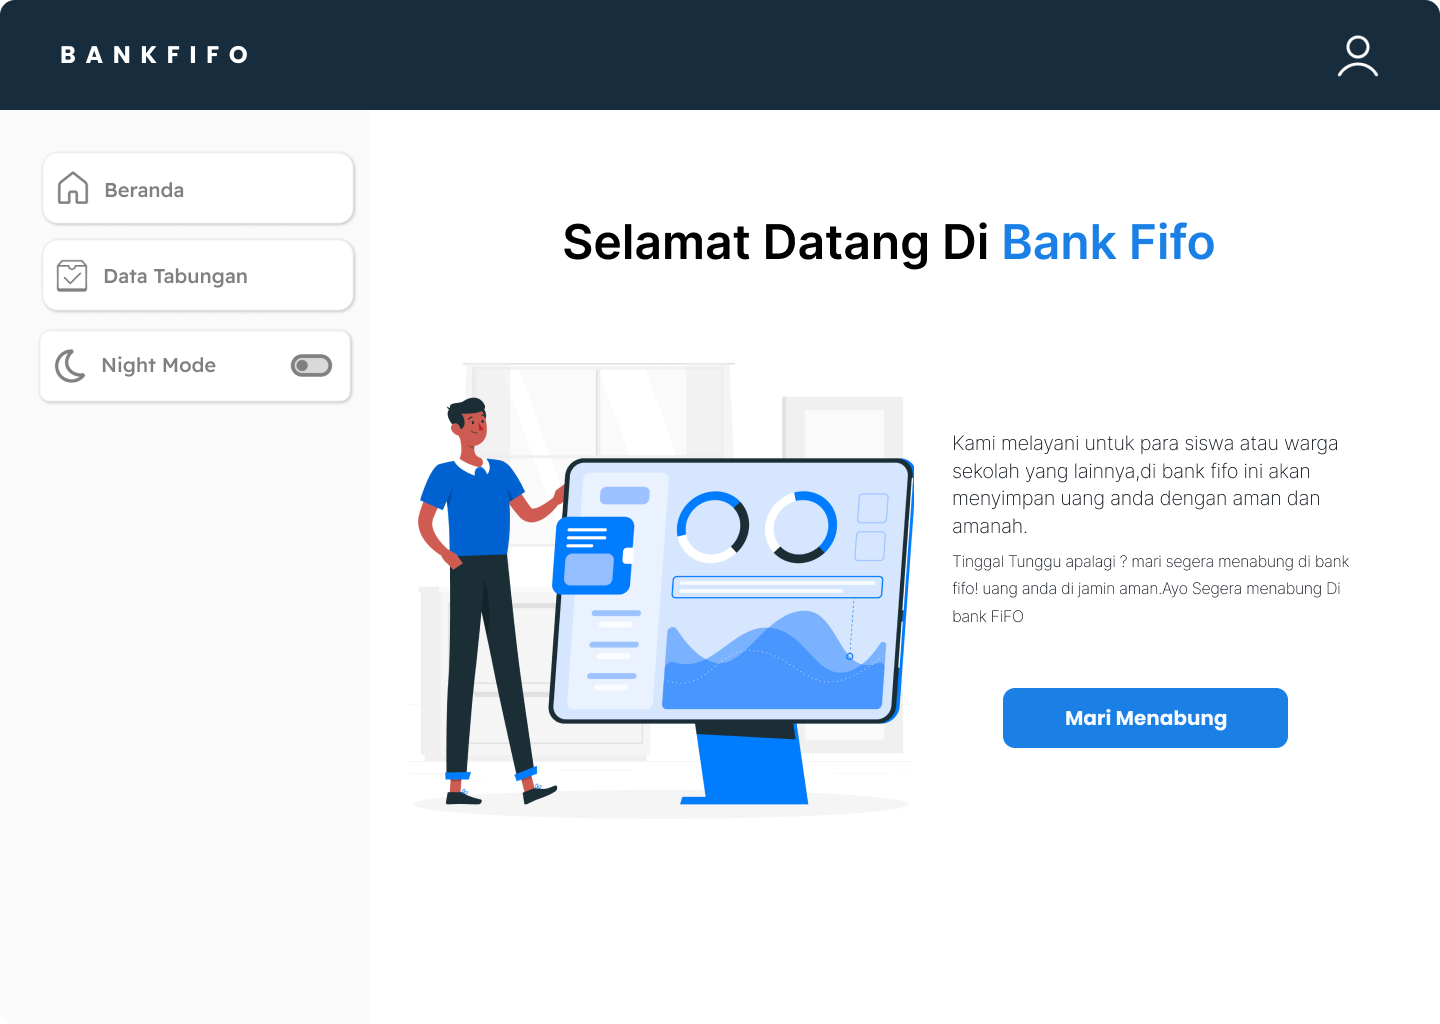 BANKFIFO
Beranda
Data Tabungan
Night Mode
Selamat Datang Di Bank Fifo
Kami melayani untuk para siswa atau warga
sekolah yang lainnya,di bank fifo ini akan
menyimpan uang anda dengan aman dan
amanah.
Tinggal Tunggu apalagi ? mari segera menabung di bank
fifo! uang anda di jamin aman.Ayo Segera menabung Di
bank FiFO
Mari Menabung